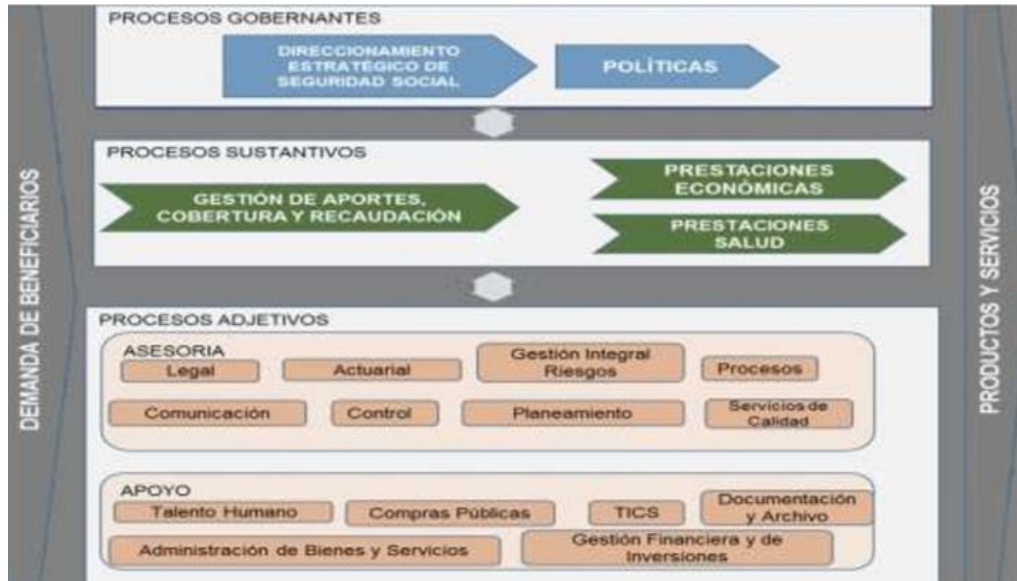 PROCESOS GOBERNANTES
DIRECCIONAMIENTO
ESTRATÉGICO DE
SEGURIDAD SOCIAL
POLÍTICAS
DEMANDA DE BENEFICIARIOS
PROCESOS SUSTANTIVOS
GESTIÓN DE APORTES,
COBERTURA Y RECAUDACIÓN
PRESTACIONES
ECONÓMICAS
PRESTACIONES
SALUD
PRODUCTOS Y SERVICIOS
PROCESOS ADJETIVOS
ASESORIA
Legal
Actuarial
Gestión Integral
Riesgos
Procesos
Comunicación
Control
Planeamiento
Servicios de
Calidad
APOYO
Talento Humano
Compras Públicas
TICS
Documentación
y Archivo
Administración de Bienes y Servicios
Gestión Financiera y de
Inversiones